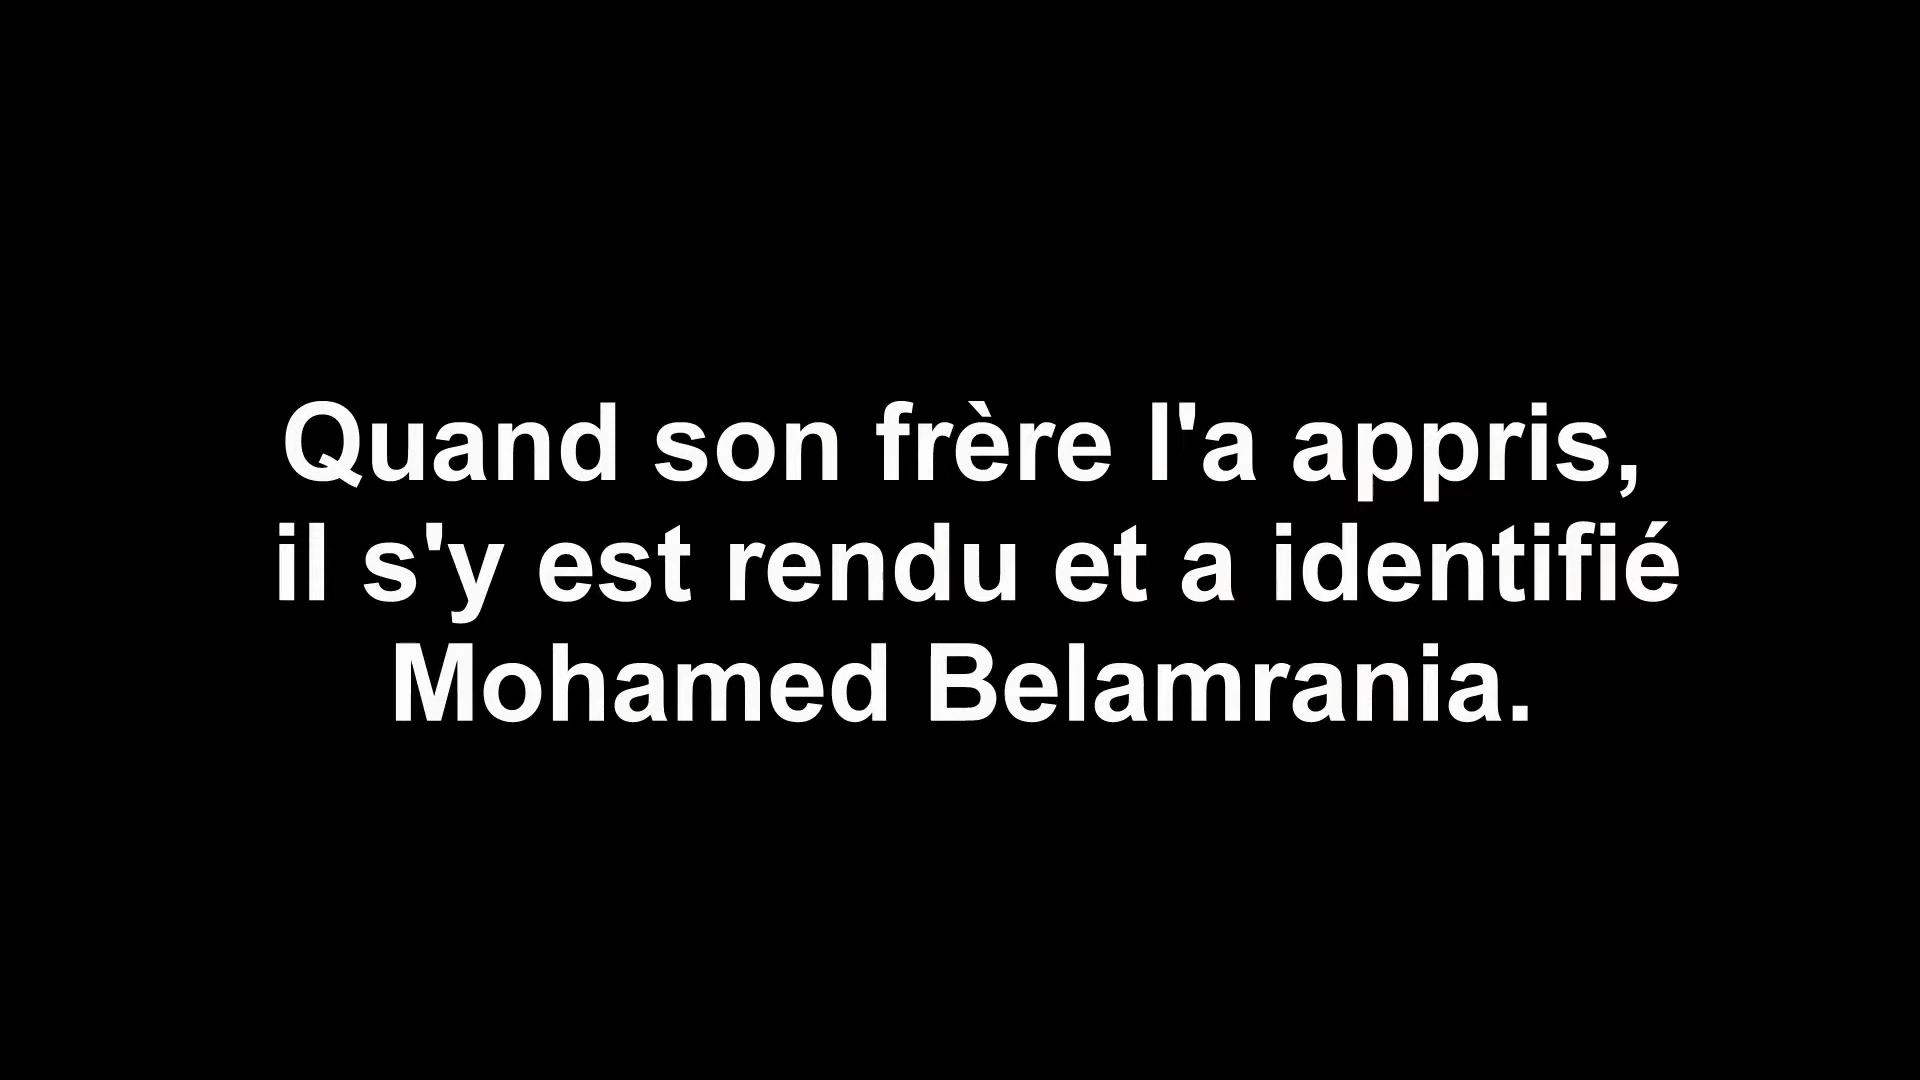 Quand son frère l'a appris,
il s'y est rendu et a identifié
Mohamed Belamrania.